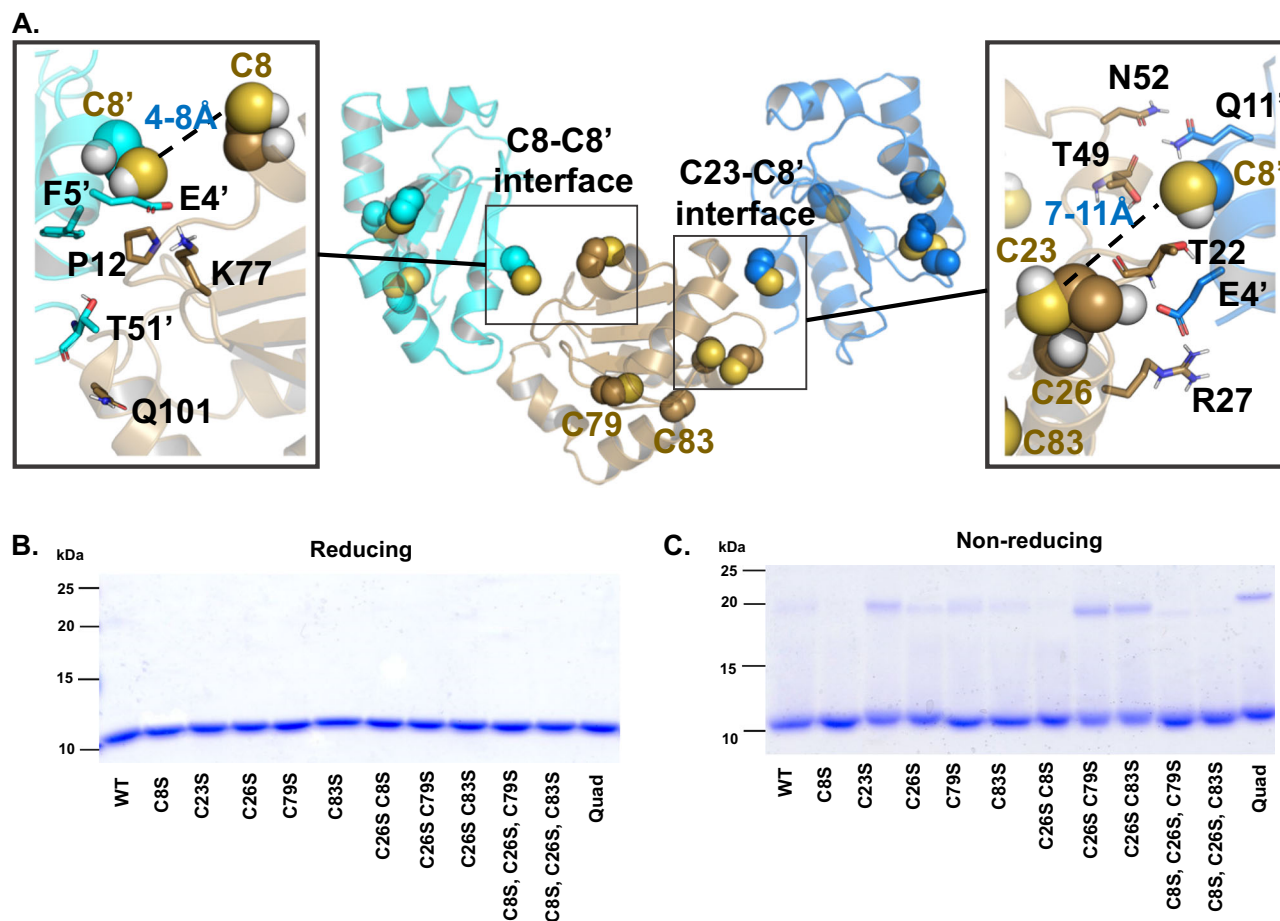 A.
C8
C8’
4-8Å
F5’
E4’
P12
K77
T51’
Q101
C8-C8’
interface
C23-C8’
interface
C79
C83
N52
Q11’
T49
C8’
7-11Å
C23
T22
E4’
C26
R27
C83
B.
kDa
Reducing
25
20
15
10
WT
C8S
C23S
C26S
C79S
C83S
C26S C8S
C26S C79S
C26S C83S
C8S, C26S, C79S
C8S, C26S, C83S
Quad
C.
kDa
Non-reducing
25
20
15
10
WT
C8S
C23S
C26S
C79S
C83S
C26S C8S
C26S C79S
C26S C83S
C8S, C26S, C79S
C8S, C26S, C83S
Quad